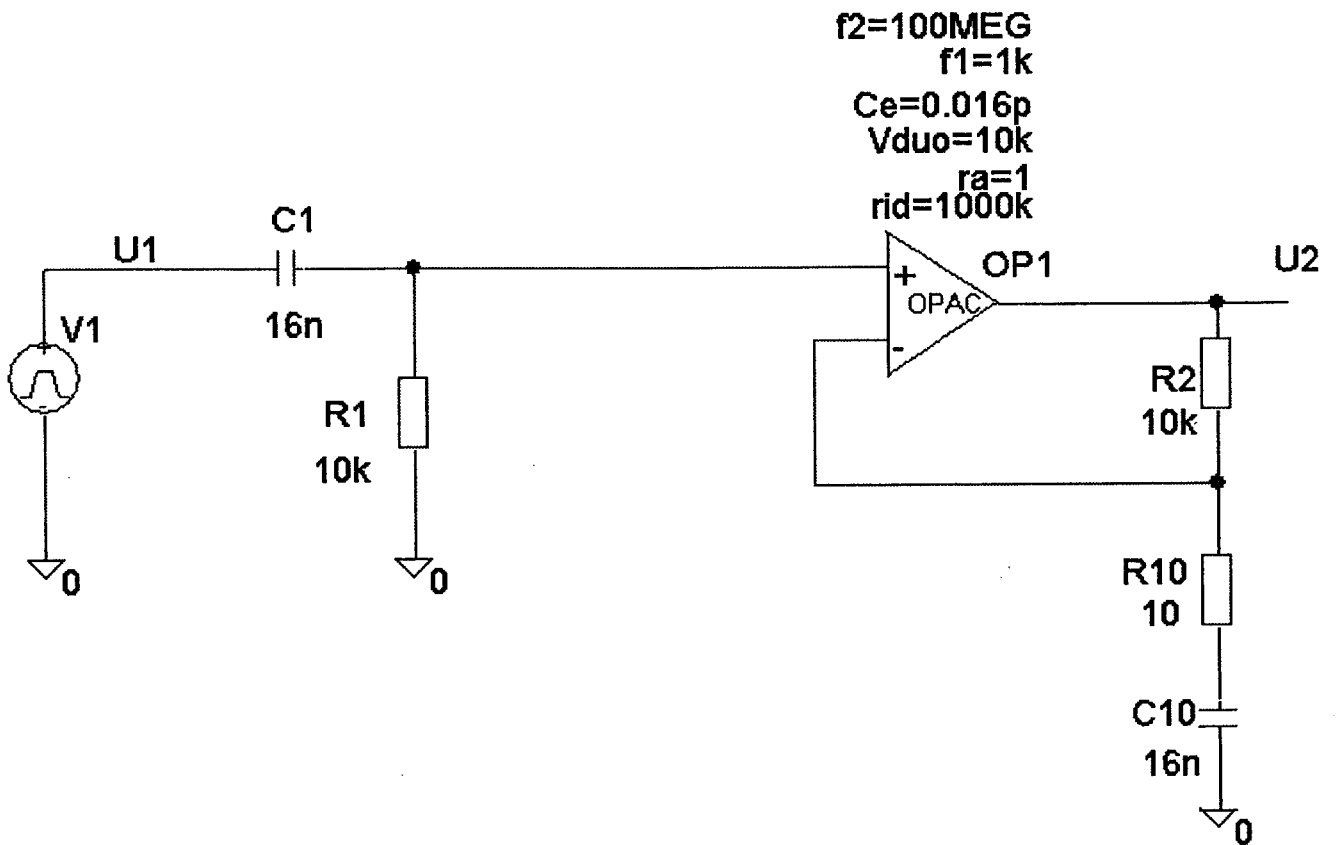 f2=100MEG
f1=1k
Ce=0.016p
Vduo=10k
ra=1
rid=1000k
C1
U1
16n
V1
R1
10k
0
0
+
OPAC
-
OP1
U2
R2
10k
R10
10
C10
16n
0